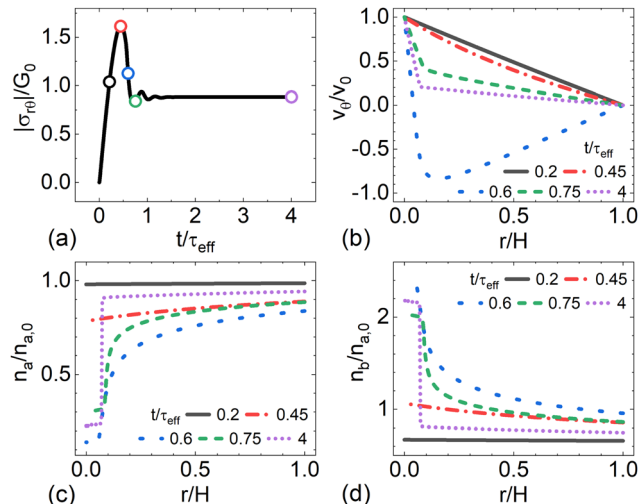 |σrθ|/G0
1.5
1.0
0.5
0.0
0 1 2 3 4
t/τeff
(a)
vθ/v0
1.0
0.5
0.0
-0.5
-1.0
t/τeff
0.2 0.45
0.6 0.75 4
0.0 0.5 1.0
r/H
(b)
na/na,0
1.0
0.5
t/τeff
0.2 0.45
0.6 0.75 4
0.0 0.5 1.0
r/H
(c)
nb/na,0
2
1
t/τeff
0.2 0.45
0.6 0.75 4
0.0 0.5 1.0
r/H
(d)